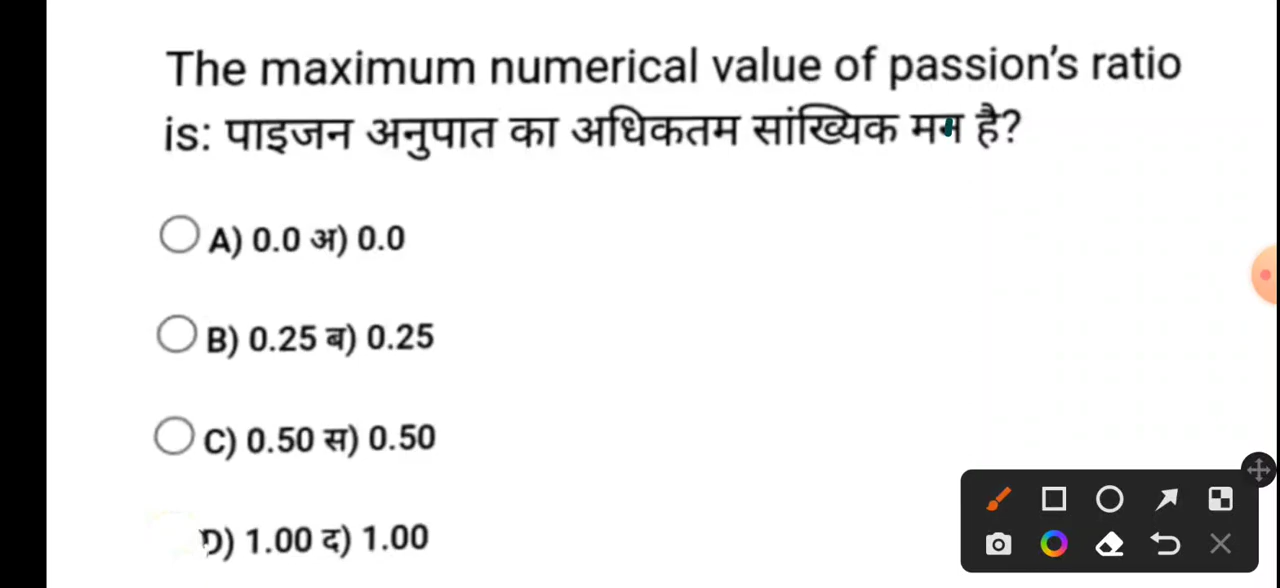 The maximum numerical value of passion's ratio
is: पाइजन अनुपात का अधिकतम सांख्यिक मन है?
A) 0.0 अ) 0.0
B) 0.25 ब) 0.25
C) 0.50 स) 0.50
D) 1.00 द) 1.00